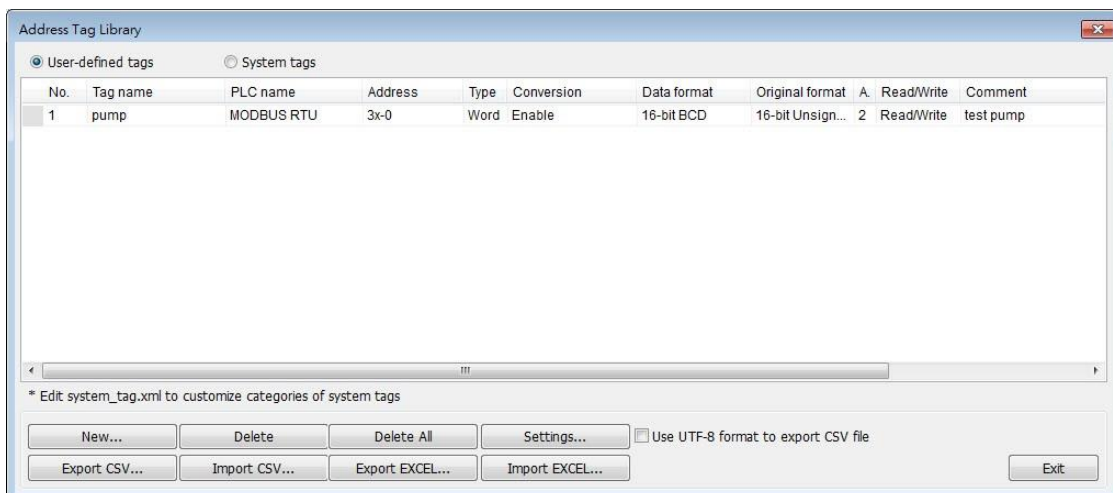 Address Tag Library
User-defined tags System tags
No. Tag name PLC name Address Type Conversion Data format Original format A. Read/Write Comment
1 pump MODBUS RTU 3x-0 Word Enable 16-bit BCD 16-bit Unsign... 2 Read/Write test pump
* Edit system_tag.xml to customize categories of system tags
New... Delete Delete All Settings... Use UTF-8 format to export CSV file
Export CSV... Import CSV... Export EXCEL... Import EXCEL... Exit